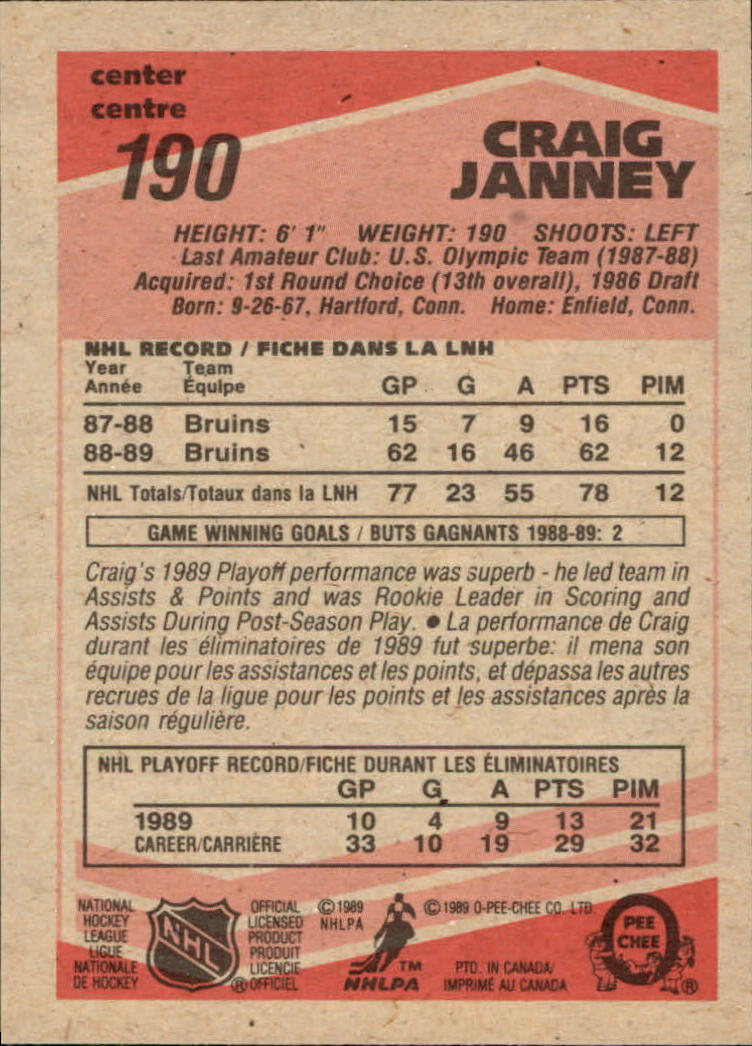 center
centre
190
CRAIG
JANNEY
HEIGHT: 6' 1" WEIGHT: 190 SHOOTS: LEFT
Last Amateur Club: U.S. Olympic Team (1987-88)
Acquired: 1st Round Choice (13th overall), 1986 Draft
Born: 9-26-67, Hartford, Conn. Home: Enfield, Conn.
NHL RECORD / FICHE DANS LA LNH
Year Team
Année Équipe GP G A PTS PIM
87-88 Bruins 15 7 9 16 0
88-89 Bruins 62 16 46 62 12
NHL Totals/Totaux dans la LNH 77 23 55 78 12
GAME WINNING GOALS / BUTS GAGNANTS 1988-89: 2
Craig's 1989 Playoff performance was superb - he led team in
Assists & Points and was Rookie Leader in Scoring and
Assists During Post-Season Play. ● La performance de Craig
durant les éliminatoires de 1989 fut superbe: il mena son
équipe pour les assistances et les points, et dépassa les autres
recrues de la ligue pour les points et les assistances après la
saison régulière.
NHL PLAYOFF RECORD/FICHE DURANT LES ÉLIMINATOIRES
GP G A PTS PIM
1989 10 4 9 13 21
CAREER/CARRIÈRE 33 10 19 29 32
NATIONAL
HOCKEY
LEAGUE
LIGUE
NATIONALE
DE HOCKEY
NHL
OFFICIAL
LICENSED
PRODUCT
PRODUIT
LICENCIE
® OFFICIEL
© 1989
NHLPA
TM
NHLPA
© 1989 O-PEE-CHEE CO. LTD.
PTD. IN CANADA/
IMPRIMÉ AU CANADA
O
PEE
CHEE
®